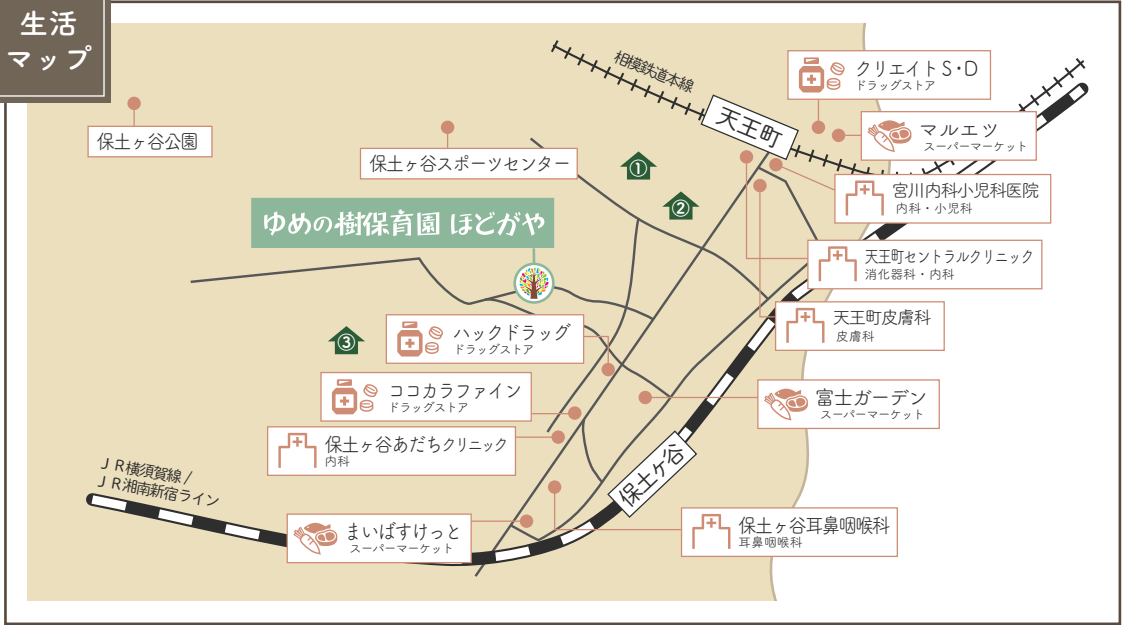 生活
マップ
相模鉄道本線
天王町
クリエイトS・D
ドラッグストア
マルエツ
スーパーマーケット
保土ヶ谷公園
保土ヶ谷スポーツセンター
①
②
宮川内科小児科医院
内科・小児科
ゆめの樹保育園 ほどがや
天王町セントラルクリニック
消化器科・内科
天王町皮膚科
皮膚科
③
ハックドラッグ
ドラッグストア
ココカラファイン
ドラッグストア
富士ガーデン
スーパーマーケット
保土ヶ谷あだちクリニック
内科
保土ヶ谷
JR横須賀線/
JR湘南新宿ライン
まいばすけっと
スーパーマーケット
保土ヶ谷耳鼻咽喉科
耳鼻咽喉科